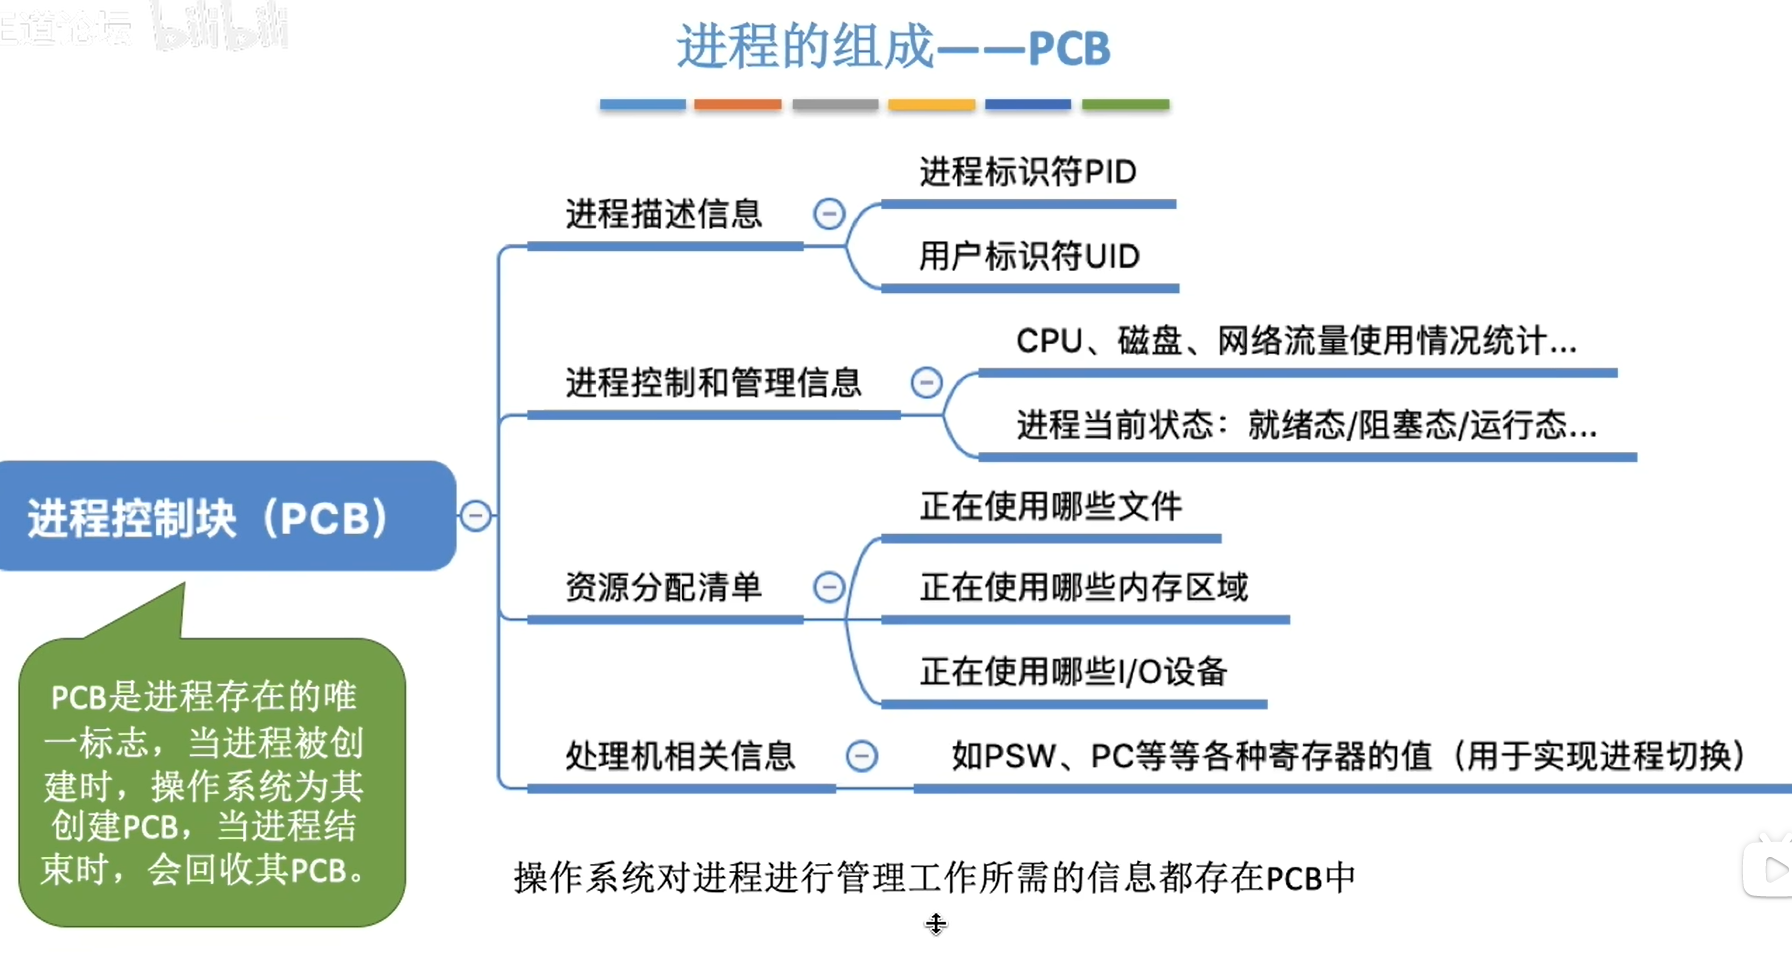 王道论坛 bilibili
进程的组成——PCB
进程标识符PID
进程描述信息
用户标识符UID
CPU、磁盘、网络流量使用情况统计...
进程控制和管理信息
进程当前状态：就绪态/阻塞态/运行态...
正在使用哪些文件
进程控制块（PCB）
资源分配清单
正在使用哪些内存区域
正在使用哪些I/O设备
处理机相关信息
如PSW、PC等等各种寄存器的值（用于实现进程切换）
PCB是进程存在的唯
一标志，当进程被创
建时，操作系统为其
创建PCB，当进程结
束时，会回收其PCB。
操作系统对进程进行管理工作所需的信息都存在PCB中